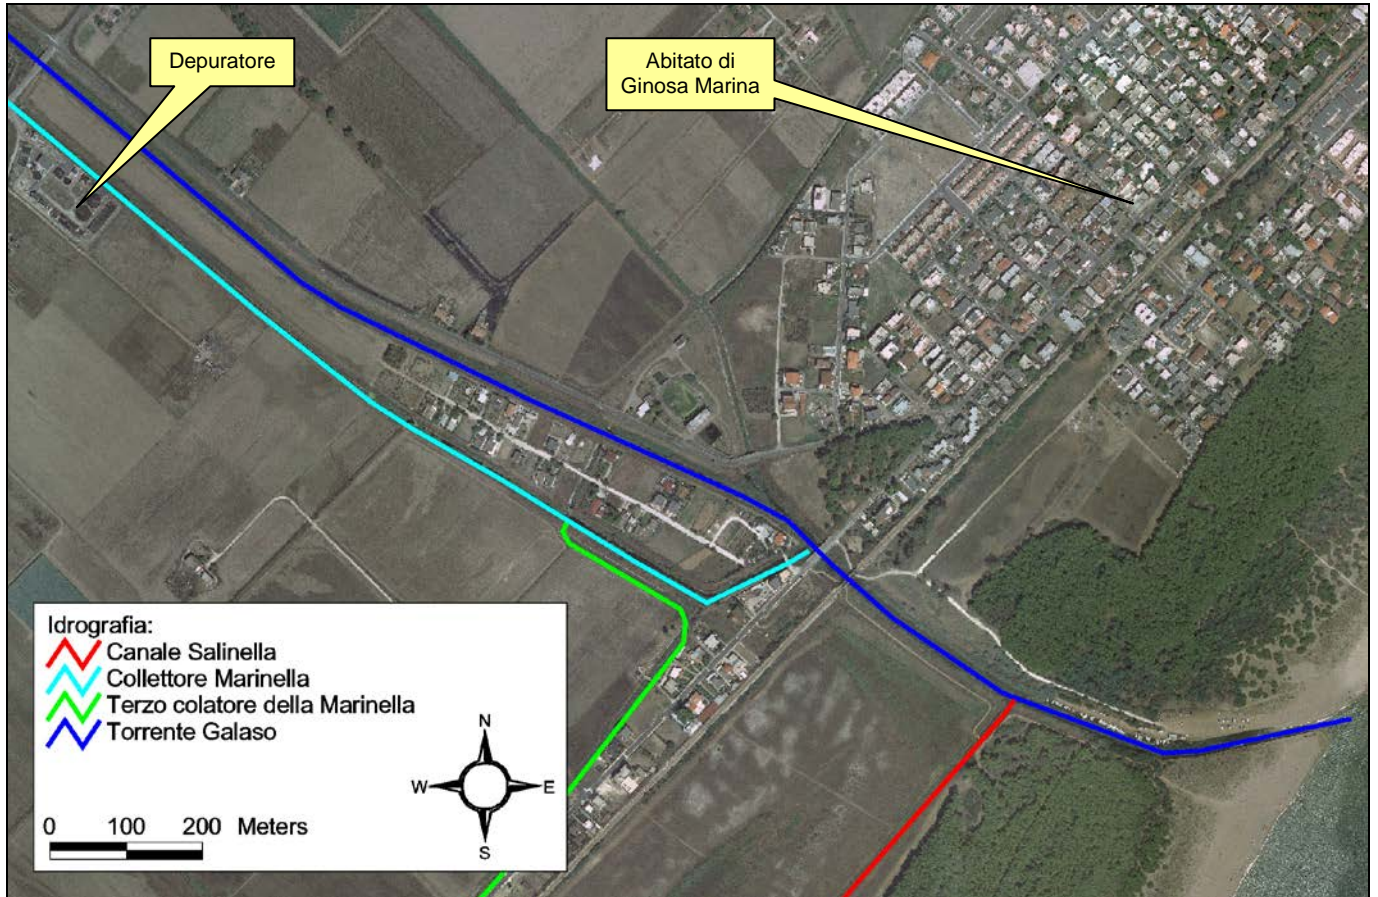 Depuratore
Abitato di
Ginosa Marina
Idrografia:
Canale Salinella
Collettore Marinella
Terzo colatore della Marinella
Torrente Galaso
N
W E
S
0 100 200 Meters